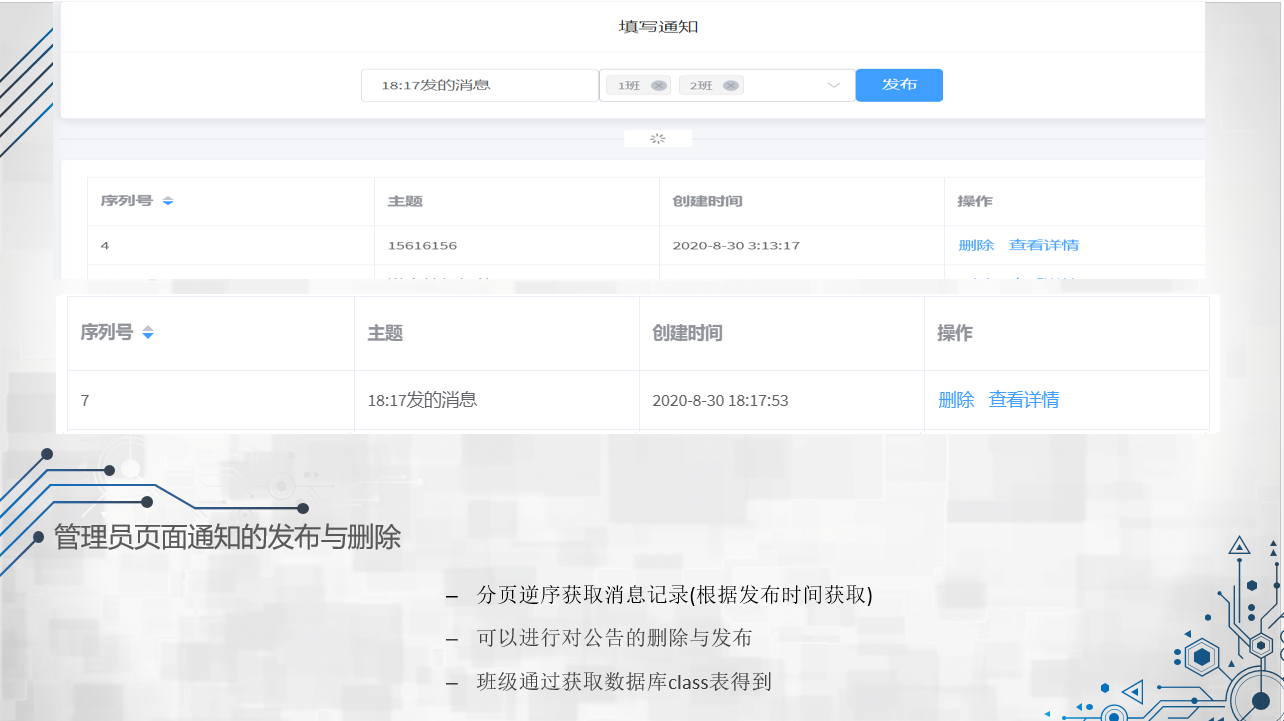 填写通知
18:17发的消息 1班 2班 发布
序列号 主题 创建时间 操作
4 15616156 2020-8-30 3:13:17 删除 查看详情
序列号 主题 创建时间 操作
7 18:17发的消息 2020-8-30 18:17:53 删除 查看详情
管理员页面通知的发布与删除
– 分页逆序获取消息记录(根据发布时间获取)
– 可以进行对公告的删除与发布
– 班级通过获取数据库class表得到